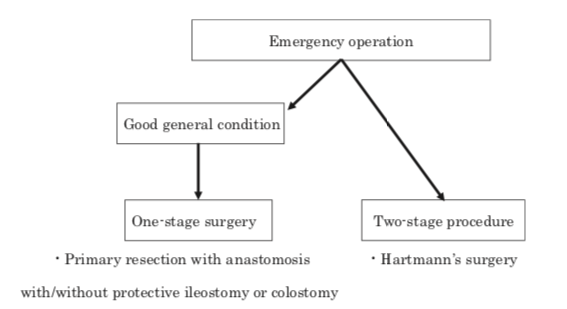 Emergency operation
Good general condition
One-stage surgery
Two-stage procedure
・Primary resection with anastomosis
・Hartmann's surgery
with/without protective ileostomy or colostomy